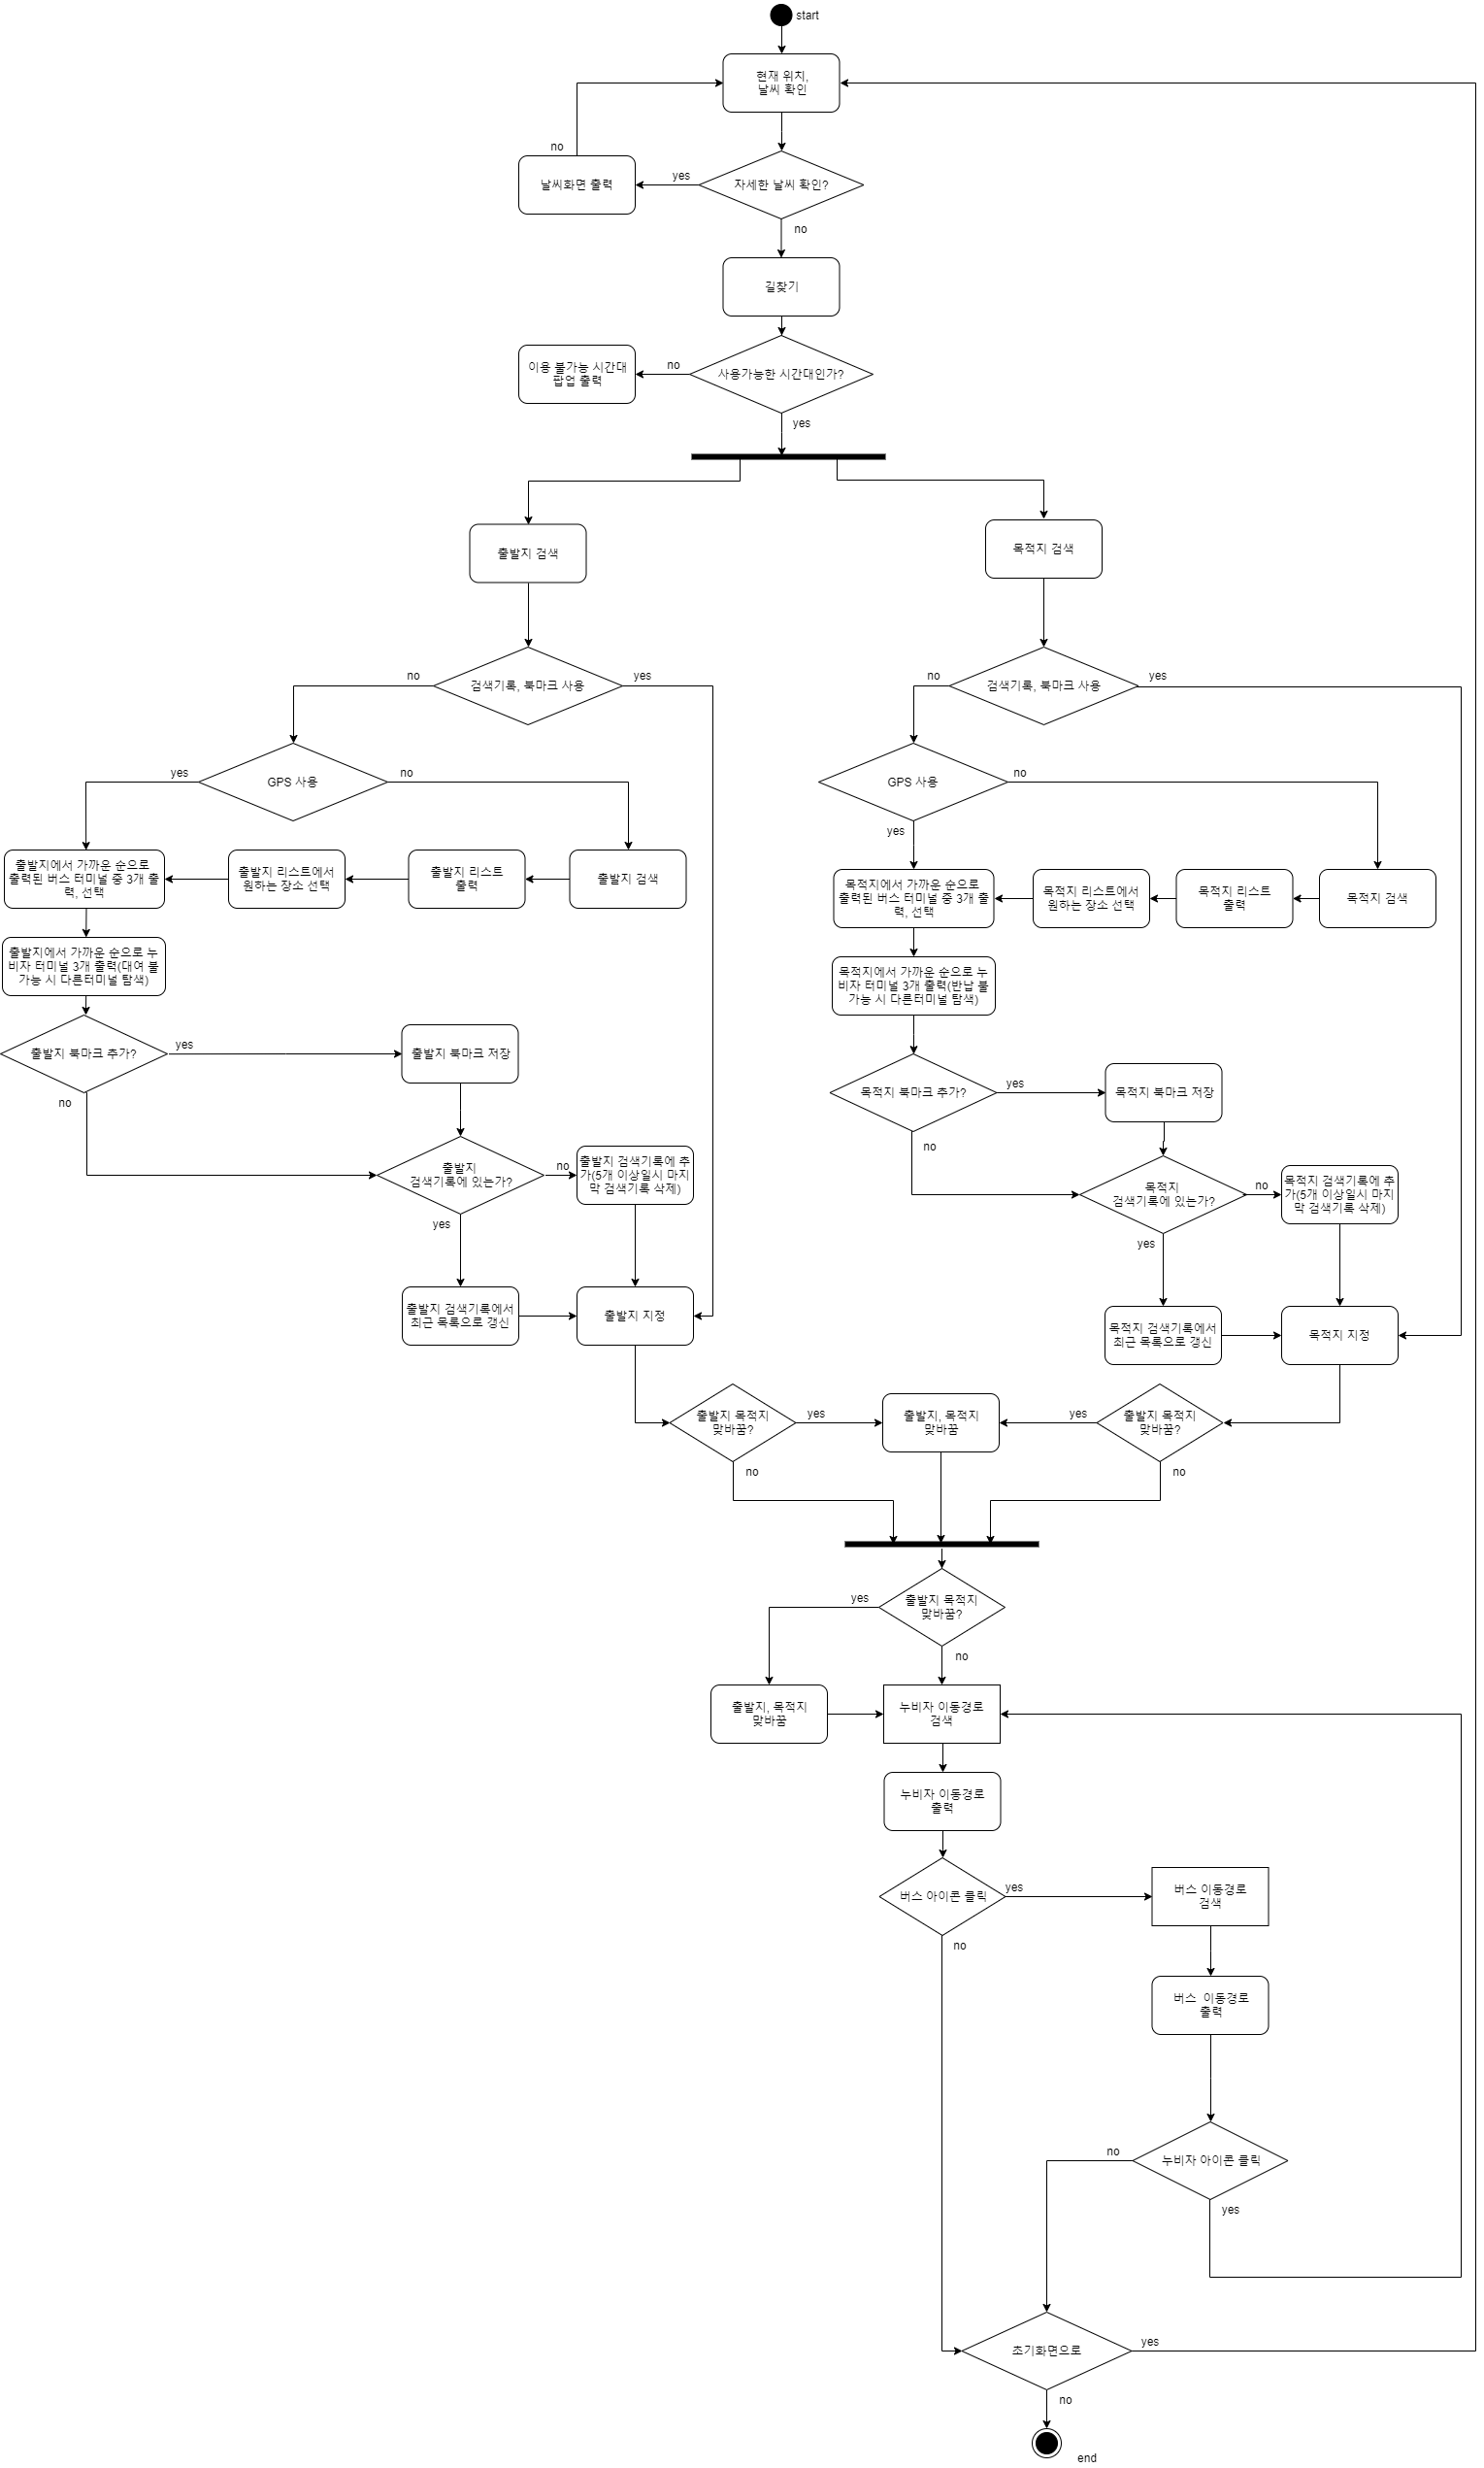 start
현재 위치,
날씨 확인
no
날씨화면 출력
yes
자세한 날씨 확인?
no
길찾기
이용 불가능 시간대
팝업 출력
no
사용가능한 시간대인가?
yes
출발지 검색
목적지 검색
no
검색기록, 북마크 사용
yes
no
검색기록, 북마크 사용
yes
yes
GPS 사용
no
GPS 사용
no
yes
출발지에서 가까운 순으로
출력된 버스 터미널 중 3개 출
력, 선택
출발지 리스트에서
원하는 장소 선택
출발지 리스트
출력
출발지 검색
목적지에서 가까운 순으로
출력된 버스 터미널 중 3개 출
력, 선택
목적지 리스트에서
원하는 장소 선택
목적지 리스트
출력
목적지 검색
출발지에서 가까운 순으로 누
비자 터미널 3개 출력(대여 불
가능 시 다른터미널 탐색)
목적지에서 가까운 순으로 누
비자 터미널 3개 출력(반납 불
가능 시 다른터미널 탐색)
출발지 북마크 추가?
yes
출발지 북마크 저장
no
목적지 북마크 추가?
yes
목적지 북마크 저장
no
출발지
검색기록에 있는가?
no
출발지 검색기록에 추
가(5개 이상일시 마지
막 검색기록 삭제)
yes
목적지
검색기록에 있는가?
no
목적지 검색기록에 추
가(5개 이상일시 마지
막 검색기록 삭제)
yes
출발지 검색기록에서
최근 목록으로 갱신
출발지 지정
목적지 검색기록에서
최근 목록으로 갱신
목적지 지정
출발지 목적지
맞바꿈?
yes
출발지, 목적지
맞바꿈
yes
출발지 목적지
맞바꿈?
no
no
yes
출발지 목적지
맞바꿈?
no
출발지, 목적지
맞바꿈
누비자 이동경로
검색
누비자 이동경로
출력
버스 아이콘 클릭
yes
버스 이동경로
검색
no
버스  이동경로
출력
no
누비자 아이콘 클릭
yes
초기화면으로
yes
no
end